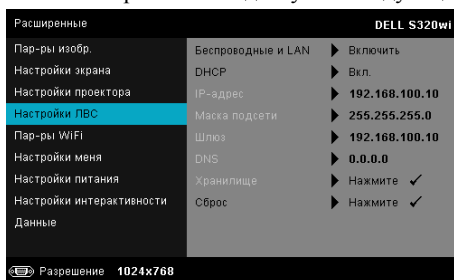 Расширенные DELL S320wi
Пар-ры изобр. Беспроводные и LAN Включить
Настройки экрана DHCP Вкл.
Настройки проектора IP-адрес 192.168.100.10
Настройки ЛВС Маска подсети 255.255.255.0
Пар-ры WiFi Шлюз 192.168.100.10
Настройки меня DNS 0.0.0.0
Настройки питания Хранилище Нажмите ✓
Настройки интерактивности Сброс Нажмите ✓
Данные
Разрешение 1024x768